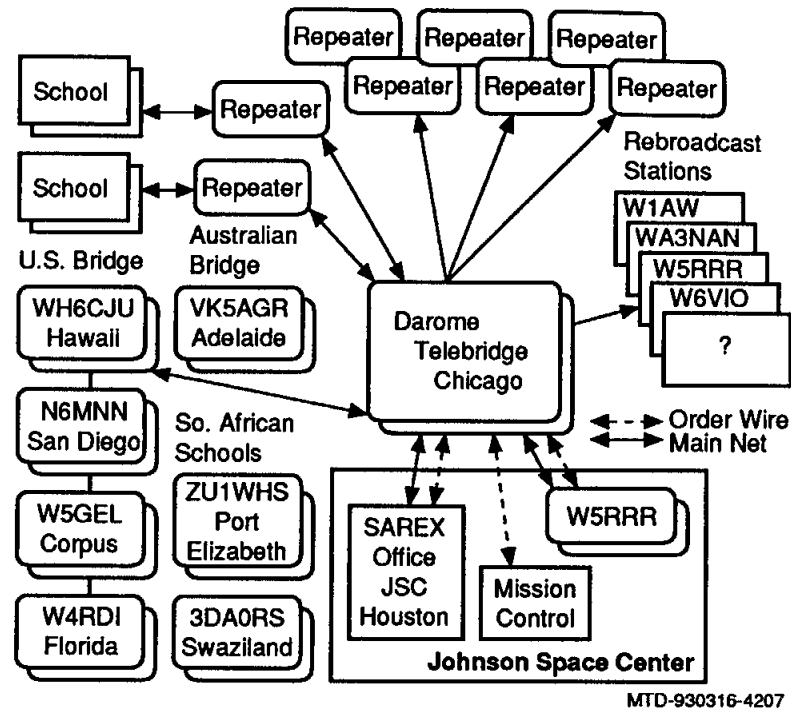 Repeater
Repeater
Repeater
Repeater
Repeater
Repeater
School
Repeater
School
Repeater
Rebroadcast
Stations
W1AW
WA3NAN
W5RRR
W6VIO
?
U.S. Bridge
Australian
Bridge
WH6CJU
Hawaii
VK5AGR
Adelaide
Darome
Telebridge
Chicago
N6MNN
San Diego
So. African
Schools
Order Wire
Main Net
W5GEL
Corpus
ZU1WHS
Port
Elizabeth
SAREX
Office
JSC
Houston
W5RRR
Mission
Control
W4RDI
Florida
3DA0RS
Swaziland
Johnson Space Center
MTD-930316-4207